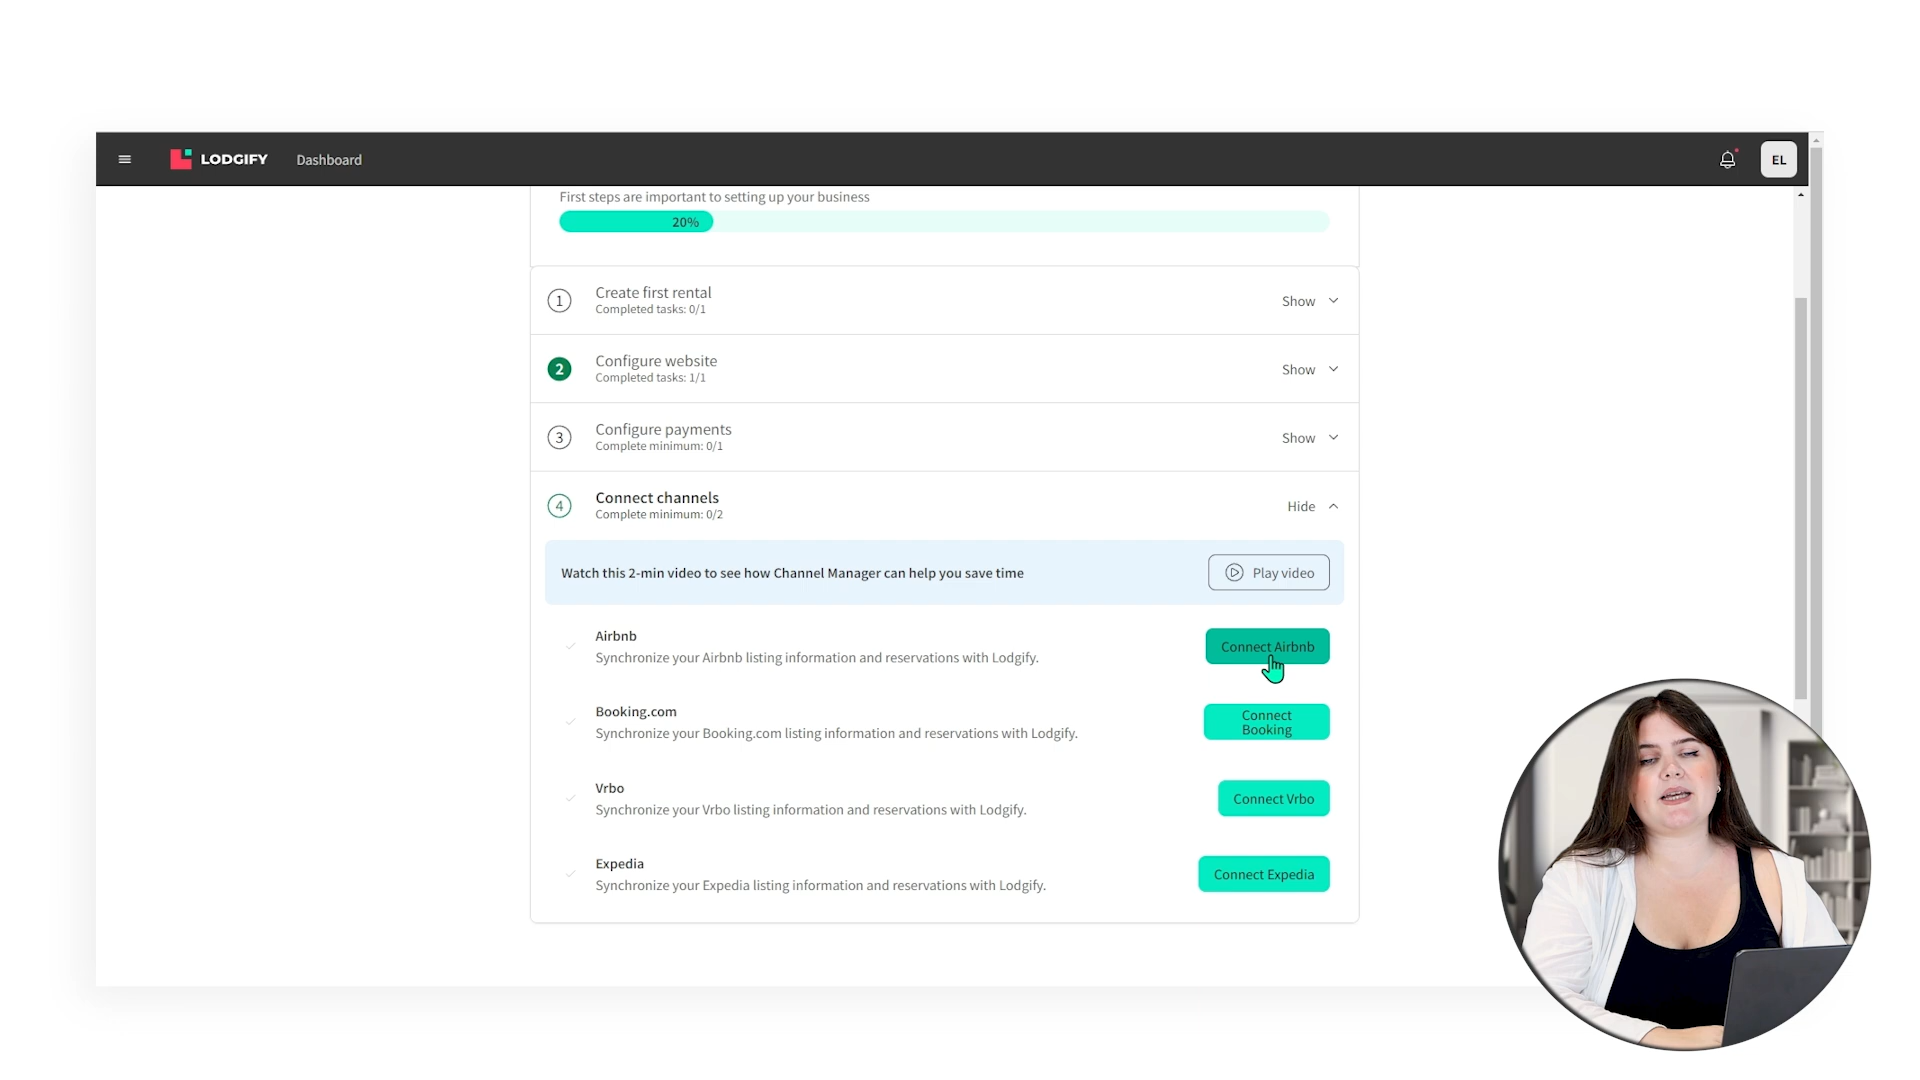 LODGIFY
Dashboard
EL
First steps are important to setting up your business
20%
1
Create first rental
Completed tasks: 0/1
Show
2
Configure website
Completed tasks: 1/1
Show
3
Configure payments
Complete minimum: 0/1
Show
4
Connect channels
Complete minimum: 0/2
Hide
Watch this 2-min video to see how Channel Manager can help you save time
Play video
Airbnb
Synchronize your Airbnb listing information and reservations with Lodgify.
Connect Airbnb
Booking.com
Synchronize your Booking.com listing information and reservations with Lodgify.
Connect
Booking
Vrbo
Synchronize your Vrbo listing information and reservations with Lodgify.
Connect Vrbo
Expedia
Synchronize your Expedia listing information and reservations with Lodgify.
Connect Expedia